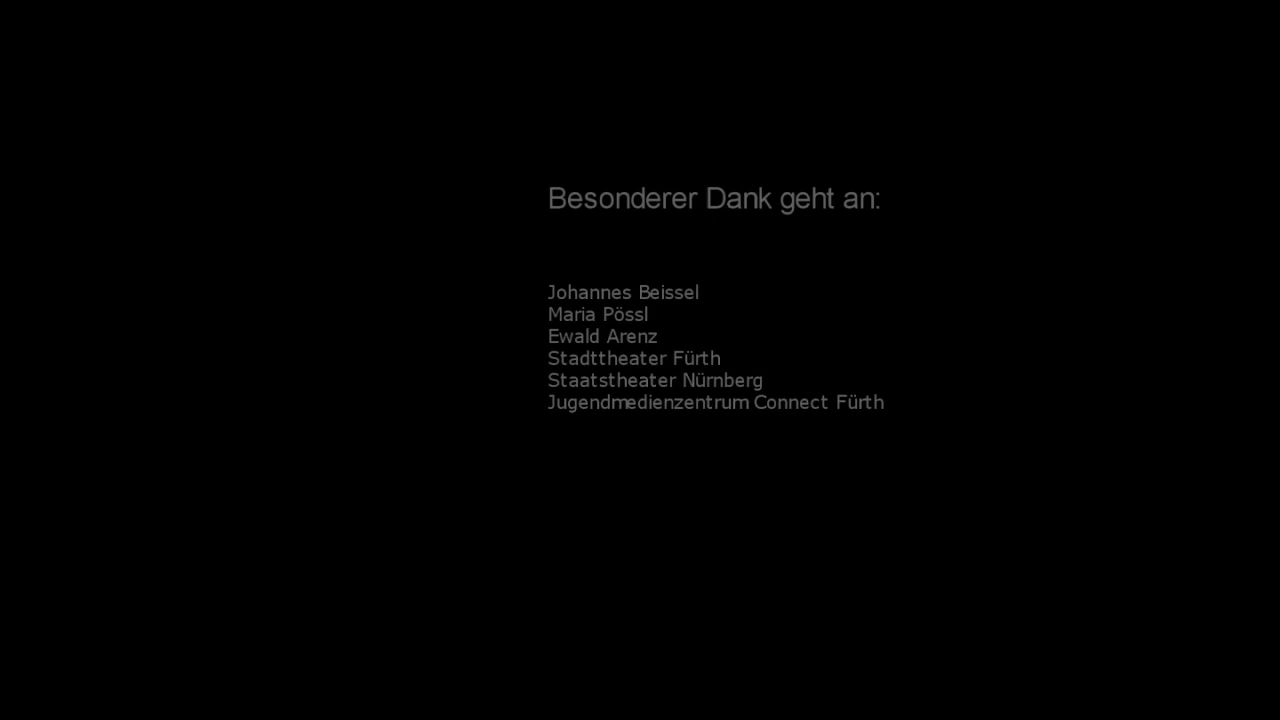 Besonderer Dank geht an:
Johannes Beissel
Maria Pössl
Ewald Arenz
Stadttheater Fürth
Staatstheater Nürnberg
Jugendmedienzentrum Connect Fürth